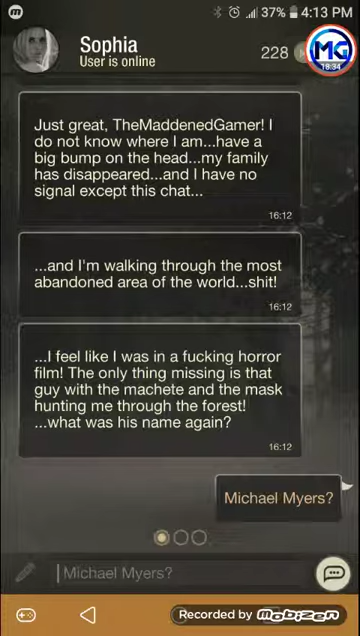 37% 4:13 PM
Sophia
User is online
228
MG
18:34
Just great, TheMaddenedGamer! I
do not know where I am...have a
big bump on the head...my family
has disappeared...and I have no
signal except this chat...
16:12
...and I'm walking through the most
abandoned area of the world...shit!
16:12
...I feel like I was in a fucking horror
film! The only thing missing is that
guy with the machete and the mask
hunting me through the forest!
...what was his name again?
16:12
Michael Myers?
Michael Myers?
Recorded by mobizen